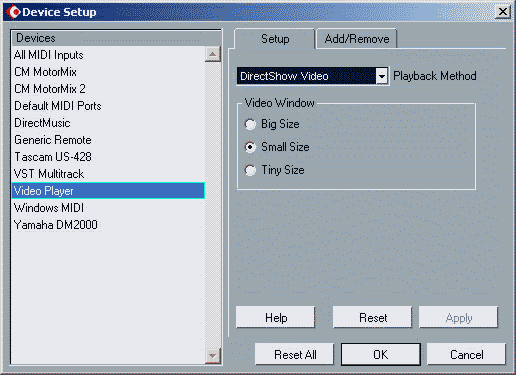 Device Setup
Devices
All MIDI Inputs
CM MotorMix
CM MotorMix 2
Default MIDI Ports
DirectMusic
Generic Remote
Tascam US-428
VST Multitrack
Video Player
Windows MIDI
Yamaha DM2000
Setup
Add/Remove
DirectShow Video
Playback Method
Video Window
Big Size
Small Size
Tiny Size
Help
Reset
Apply
Reset All
OK
Cancel